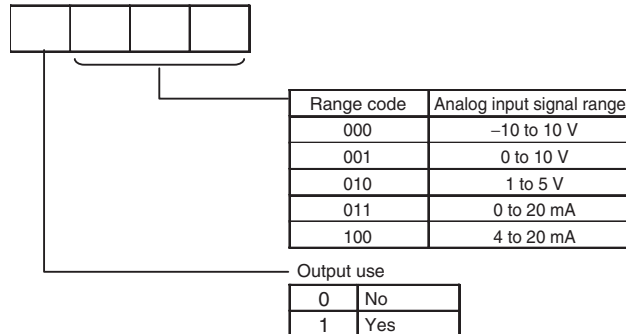 Range code Analog input signal range
000 −10 to 10 V
001 0 to 10 V
010 1 to 5 V
011 0 to 20 mA
100 4 to 20 mA
Output use
0 No
1 Yes